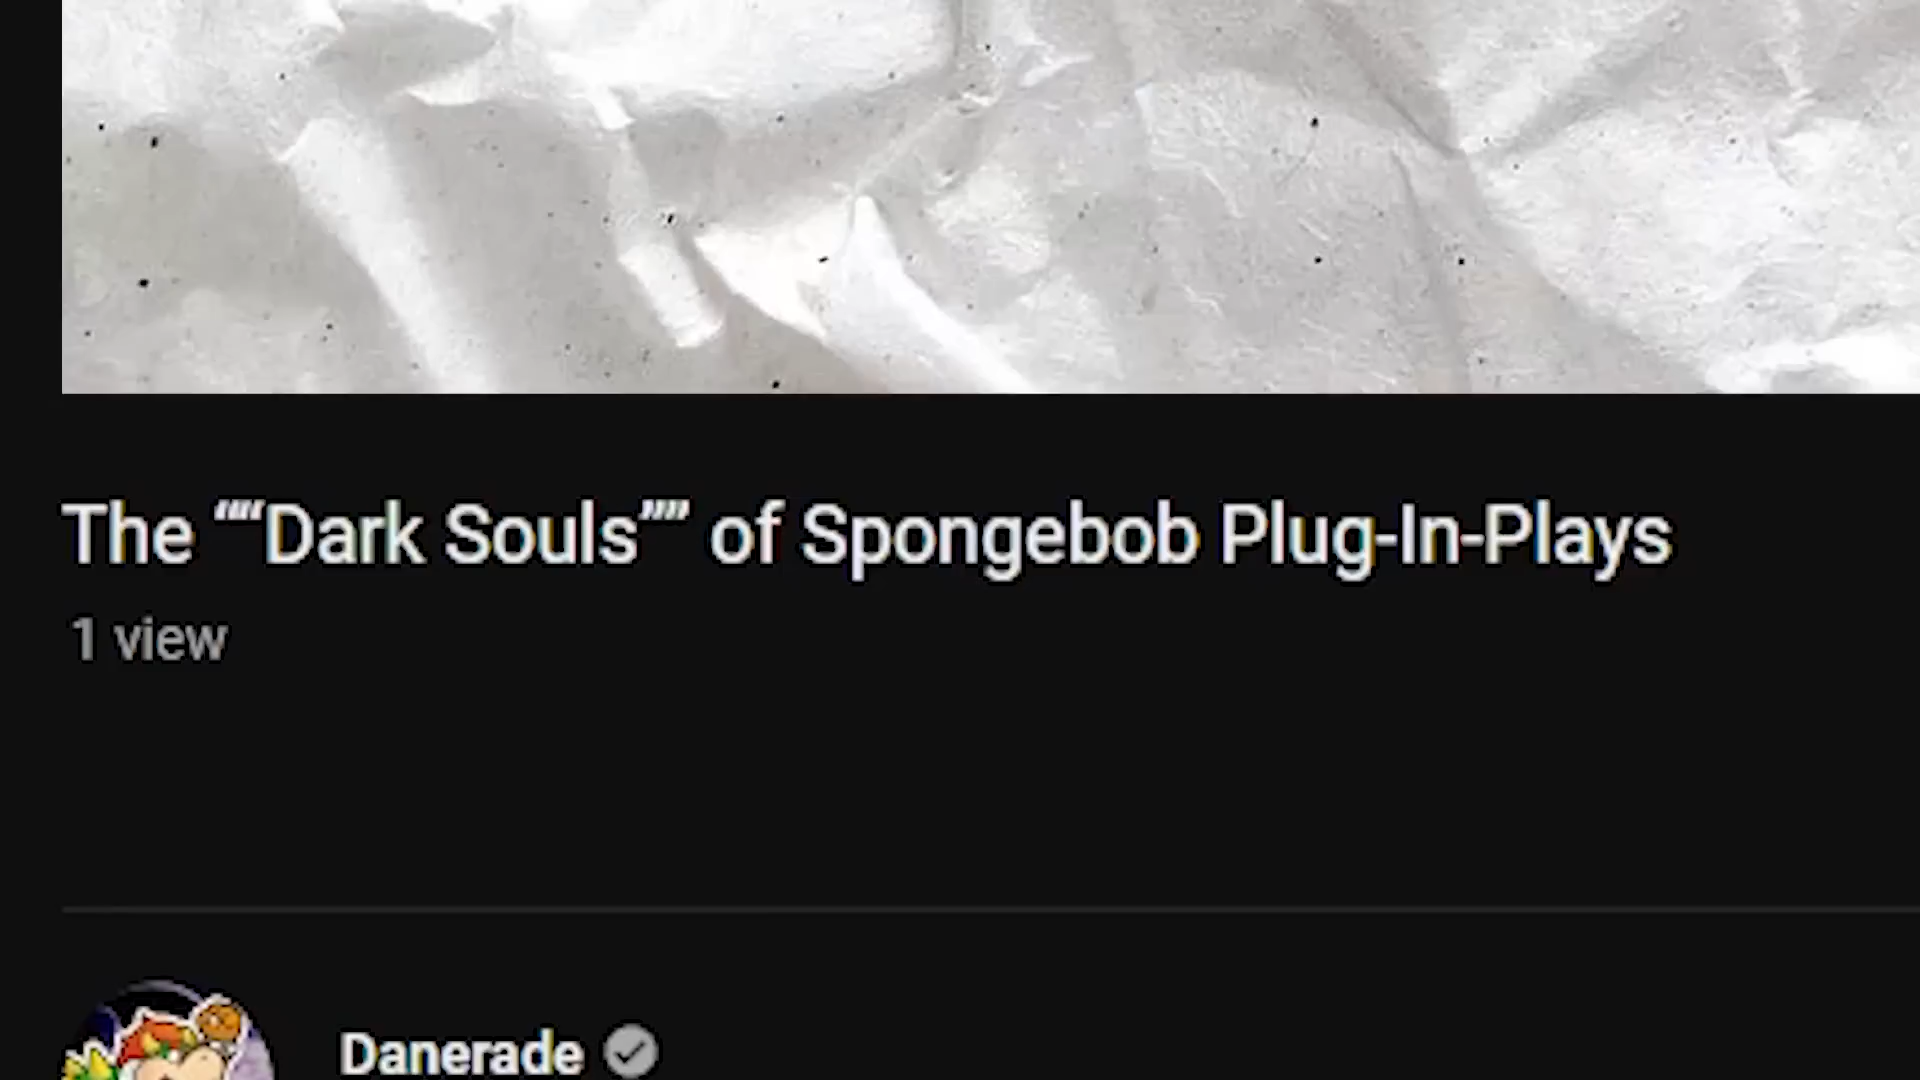 The ““Dark Souls”” of Spongebob Plug-In-Plays
1 view
Danerade